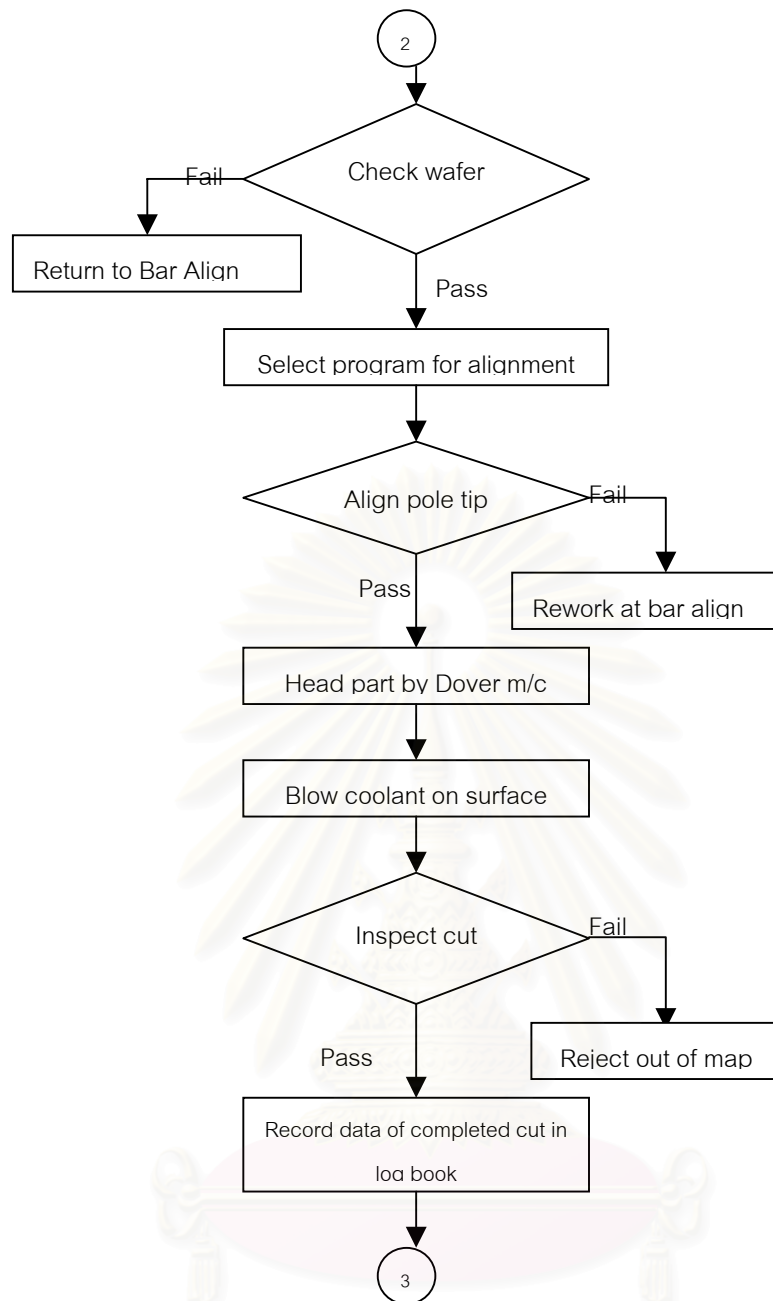 2
Check wafer
Fail
Return to Bar Align
Pass
Select program for alignment
Align pole tip
Fail
Pass
Rework at bar align
Head part by Dover m/c
Blow coolant on surface
Inspect cut
Fail
Pass
Reject out of map
Record data of completed cut in
log book
3